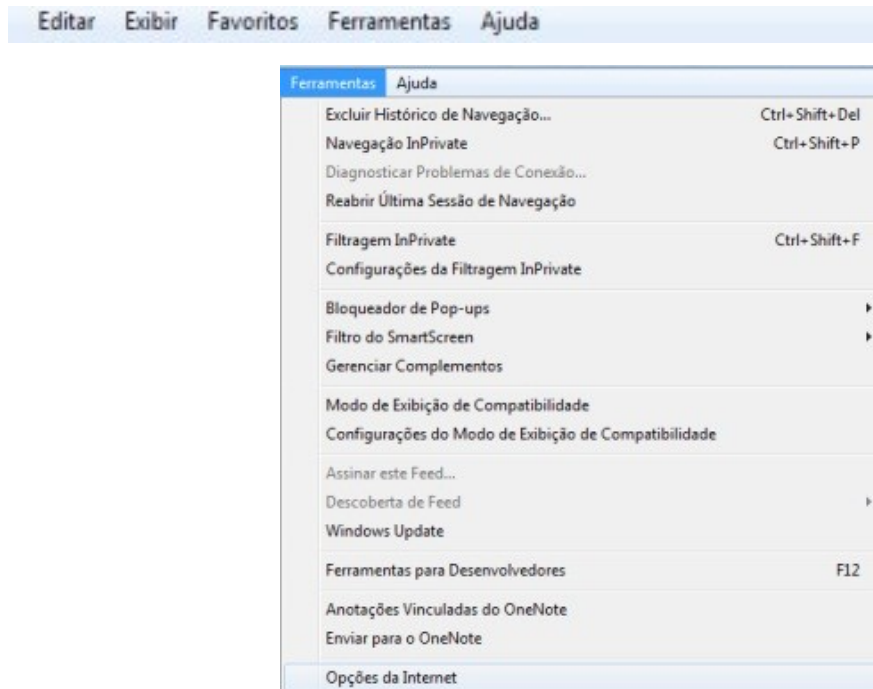 Editar Exibir Favoritos Ferramentas Ajuda
Ferramentas Ajuda
Excluir Histórico de Navegação... Ctrl+Shift+Del
Navegação InPrivate Ctrl+Shift+P
Diagnosticar Problemas de Conexão...
Reabrir Última Sessão de Navegação
Filtragem InPrivate Ctrl+Shift+F
Configurações da Filtragem InPrivate
Bloqueador de Pop-ups
Filtro do SmartScreen
Gerenciar Complementos
Modo de Exibição de Compatibilidade
Configurações do Modo de Exibição de Compatibilidade
Assinar este Feed...
Descoberta de Feed
Windows Update
Ferramentas para Desenvolvedores F12
Anotações Vinculadas do OneNote
Enviar para o OneNote
Opções da Internet